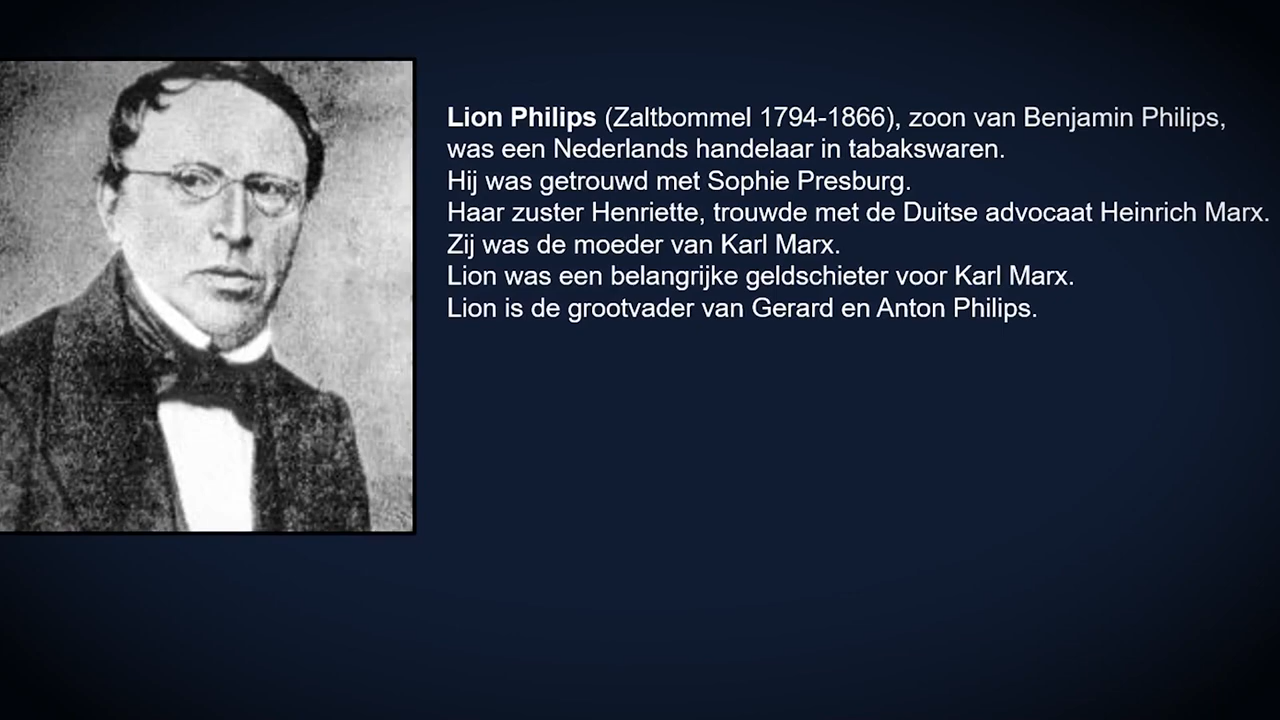 Lion Philips (Zaltbommel 1794-1866), zoon van Benjamin Philips,
was een Nederlands handelaar in tabakswaren.
Hij was getrouwd met Sophie Presburg.
Haar zuster Henriette, trouwde met de Duitse advocaat Heinrich Marx.
Zij was de moeder van Karl Marx.
Lion was een belangrijke geldschieter voor Karl Marx.
Lion is de grootvader van Gerard en Anton Philips.